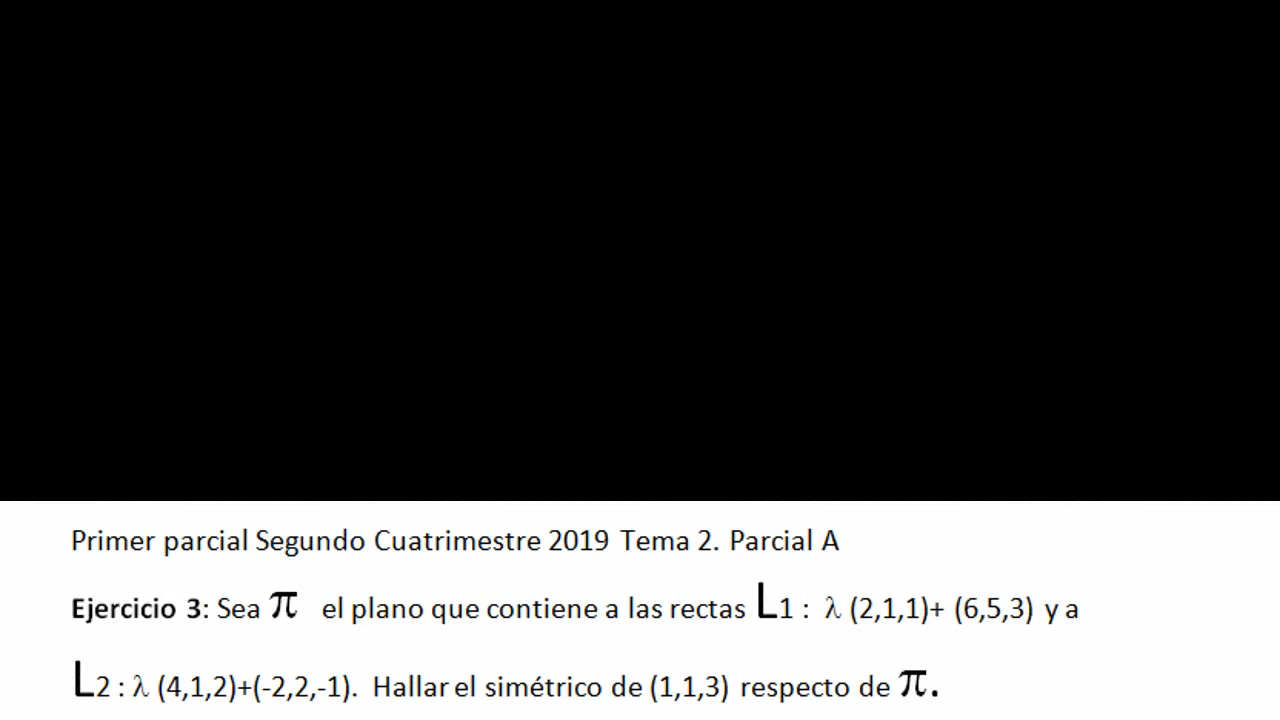 Primer parcial Segundo Cuatrimestre 2019 Tema 2. Parcial A
Ejercicio 3: Sea π el plano que contiene a las rectas L1 : λ (2,1,1)+ (6,5,3) y a
L2 : λ (4,1,2)+(-2,2,-1). Hallar el simétrico de (1,1,3) respecto de π.